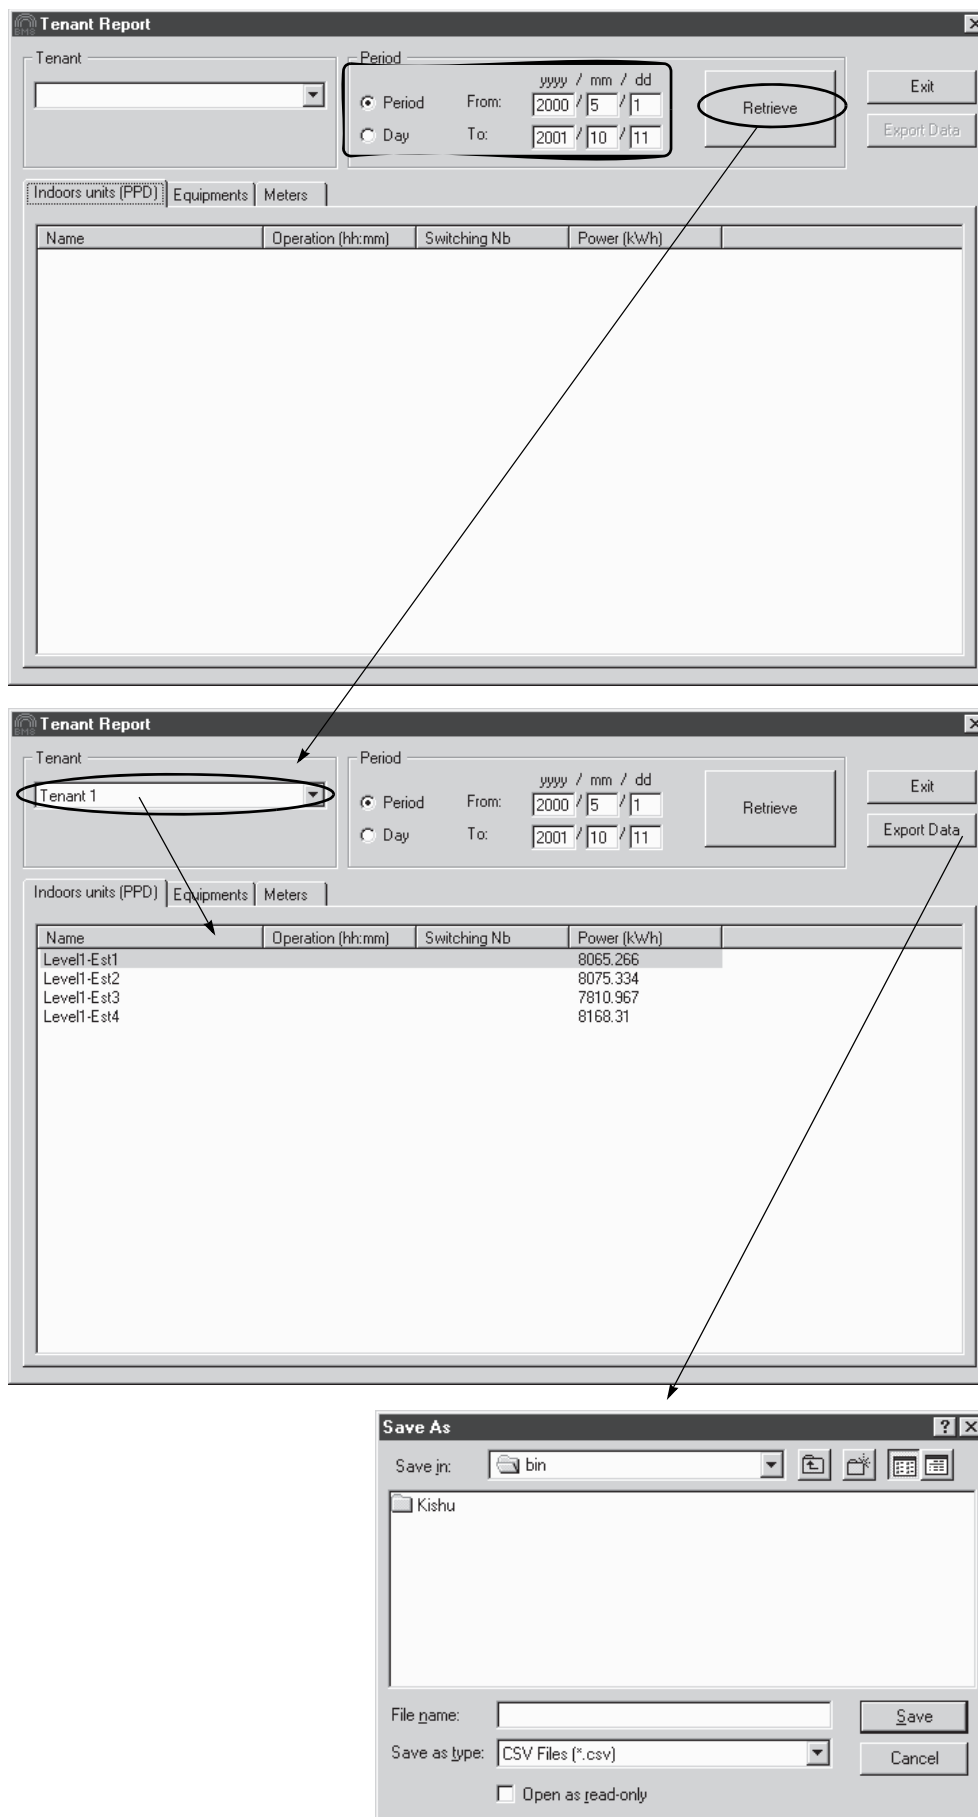 Tenant Report
Tenant
Period
yyyy / mm / dd
Period From: 2000 / 5 / 1
Day To: 2001 / 10 / 11
Retrieve
Exit
Export Data
Indoors units (PPD) Equipments Meters
Name Operation (hh:mm) Switching Nb Power (kWh)
BMS Tenant Report
Tenant
Tenant 1
Period
yyyy / mm / dd
Period From: 2000 / 5 / 1
Day To: 2001 / 10 / 11
Retrieve
Exit
Export Data
Indoors units (PPD) Equipments Meters
Name Operation (hh:mm) Switching Nb Power (kWh)
Level1-Est1 8065.266
Level1-Est2 8075.334
Level1-Est3 7810.967
Level1-Est4 8168.31
Save As
Save in: bin
Kishu
File name:
Save
Save as type: CSV Files (*.csv)
Cancel
Open as read-only